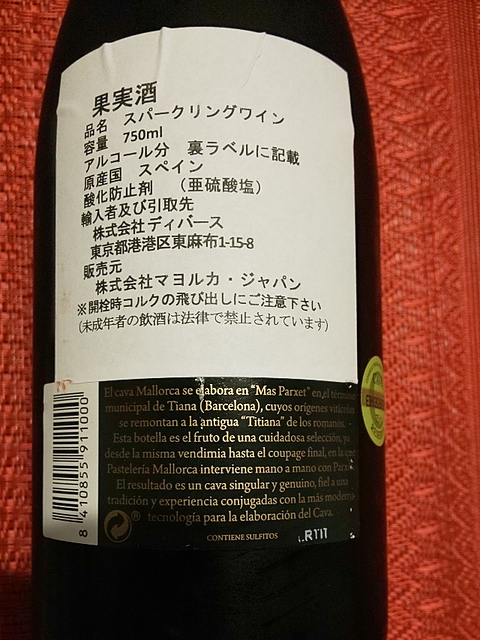 果実酒
品名 スパークリングワイン
容量 750ml
アルコール分 裏ラベルに記載
原産国 スペイン
酸化防止剤 （亜硫酸塩）
輸入者及び引取先
株式会社ディバース
東京都港港区東麻布1-15-8
販売元
株式会社マヨルカ・ジャパン
※開栓時コルクの飛び出しにご注意下さい
(未成年者の飲酒は法律で禁止されています)
El cava Mallorca se elabora en “Mas Parxet” en el término
municipal de Tiana (Barcelona), cuyos orígenes vitícolas
se remontan a la antigua “Titiana” de los romanos.
Esta botella es el fruto de una cuidadosa selección, ya
desde la misma vendimia hasta el coupage final, en la que
Pastelería Mallorca interviene mano a mano con Parxet.
El resultado es un cava singular y genuino, fiel a una
tradición y experiencia conjugadas con la más moderna
® tecnología para la elaboración del Cava.
CONTIENE SULFITOS
8 410855 911000